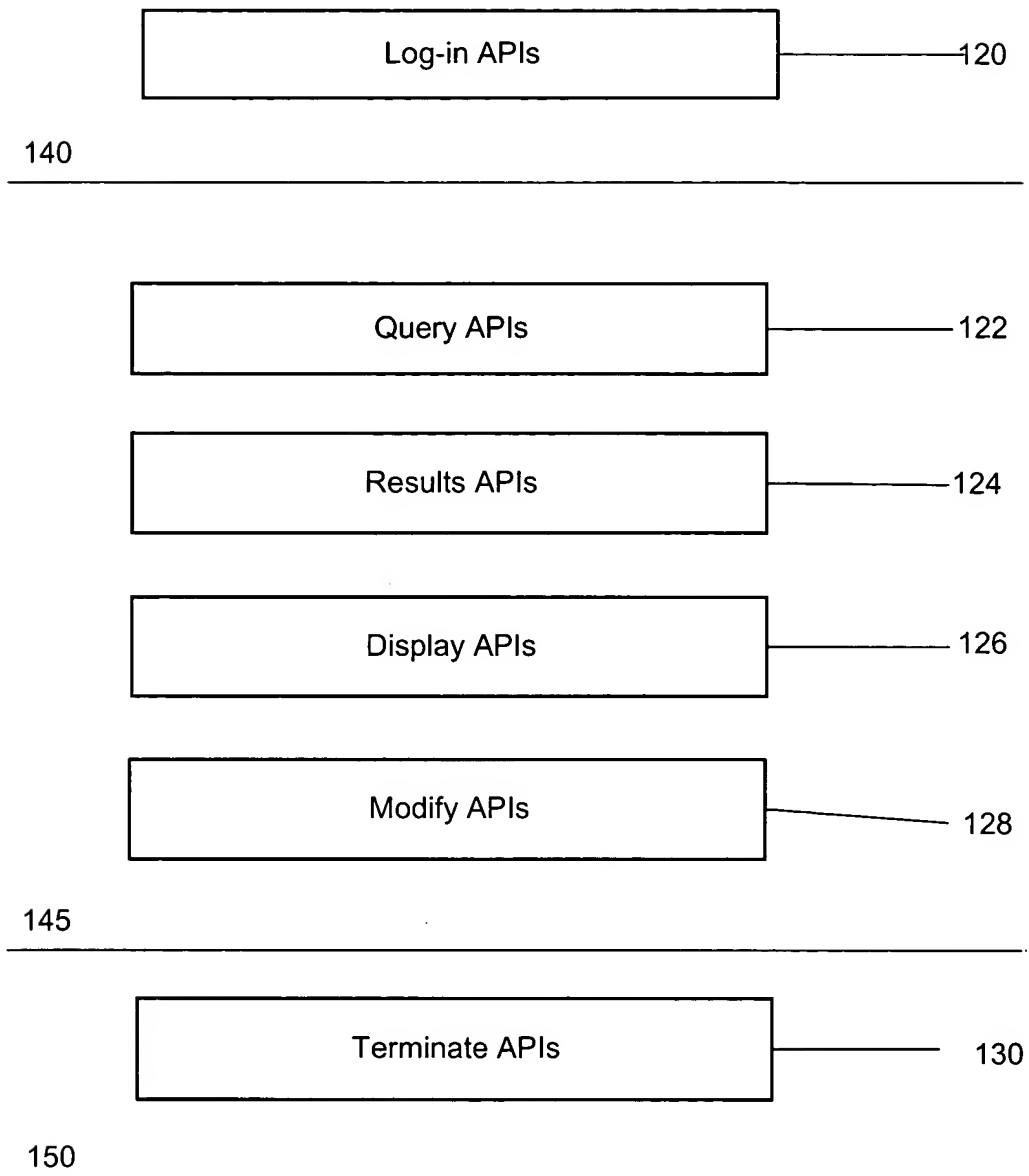 Log-in APIs 120
140
Query APIs 122
Results APIs 124
Display APIs 126
Modify APIs 128
145
Terminate APIs 130
150